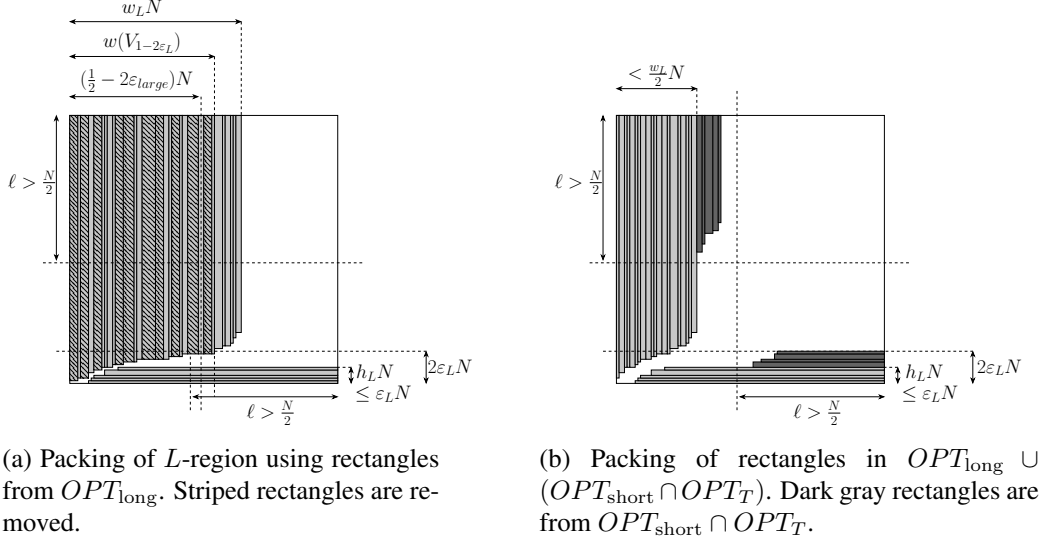 w_L N
w(V_{1−2ε_L})
(1/2 − 2ε_{large})N
ℓ > N/2
2ε_L N
h_L N
≤ ε_L N
ℓ > N/2
< w_L/2 N
ℓ > N/2
2ε_L N
h_L N
≤ ε_L N
ℓ > N/2
(a) Packing of L-region using rectangles
from OPT_long. Striped rectangles are re-
moved.
(b) Packing of rectangles in OPT_long ∪
(OPT_short ∩ OPT_T). Dark gray rectangles are
from OPT_short ∩ OPT_T.